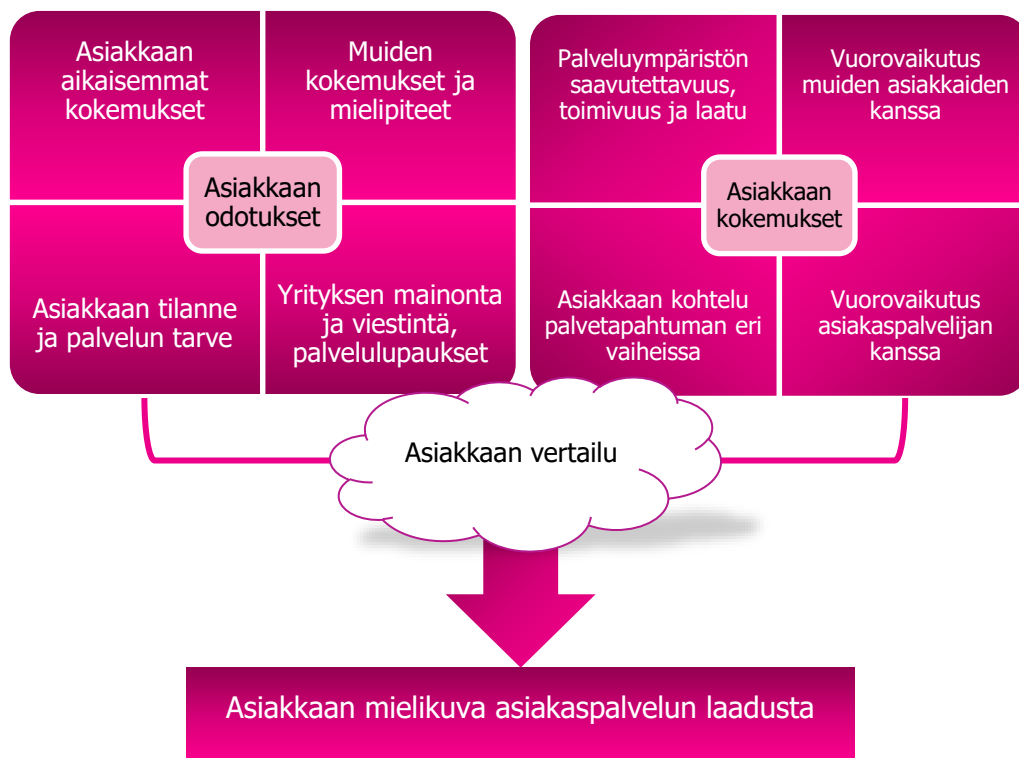 Asiakkaan
aikaisemmat
kokemukset
Muiden
kokemukset ja
mielipiteet
Asiakkaan
odotukset
Asiakkaan tilanne
ja palvelun tarve
Yrityksen mainonta
ja viestintä,
palvelulupaukset
Palveluympäristön
saavutettavuus,
toimivuus ja laatu
Vuorovaikutus
muiden asiakkaiden
kanssa
Asiakkaan
kokemukset
Asiakkaan kohtelu
palvetapahtuman eri
vaiheissa
Vuorovaikutus
asiakaspalvelijan
kanssa
Asiakkaan vertailu
Asiakkaan mielikuva asiakaspalvelun laadusta